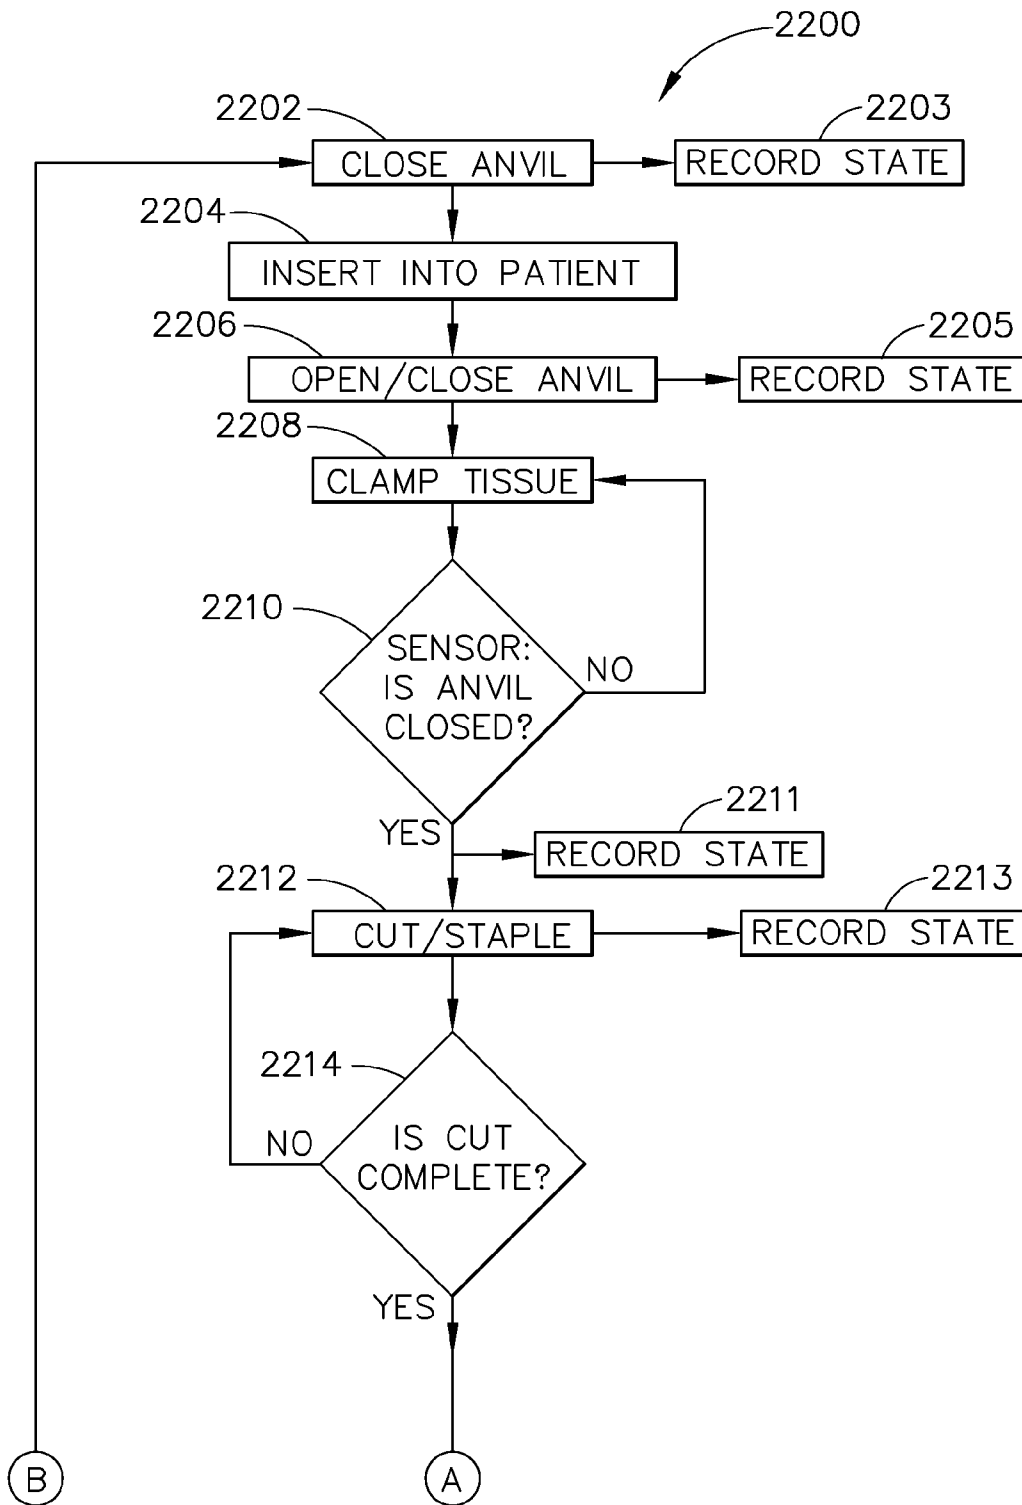 2200
2202
2203
CLOSE ANVIL
RECORD STATE
2204
INSERT INTO PATIENT
2206
2205
OPEN/CLOSE ANVIL
RECORD STATE
2208
CLAMP TISSUE
2210
SENSOR:
IS ANVIL
CLOSED?
NO
YES
2211
RECORD STATE
2212
2213
CUT/STAPLE
RECORD STATE
2214
IS CUT
COMPLETE?
NO
YES
B
A